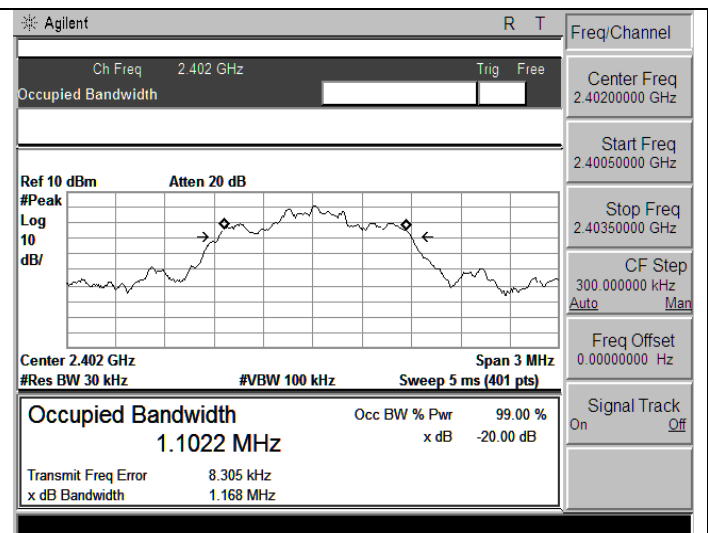 Agilent R T
Freq/Channel
Ch Freq 2.402 GHz Trig Free
Occupied Bandwidth
Center Freq
2.40200000 GHz
Start Freq
2.40050000 GHz
Ref 10 dBm Atten 20 dB
#Peak
Log
10
dB/
Stop Freq
2.40350000 GHz
CF Step
300.000000 kHz
Auto Man
Freq Offset
0.00000000 Hz
Center 2.402 GHz Span 3 MHz
#Res BW 30 kHz #VBW 100 kHz Sweep 5 ms (401 pts)
Signal Track
On Off
Occupied Bandwidth Occ BW % Pwr 99.00 %
1.1022 MHz x dB -20.00 dB
Transmit Freq Error 8.305 kHz
x dB Bandwidth 1.168 MHz